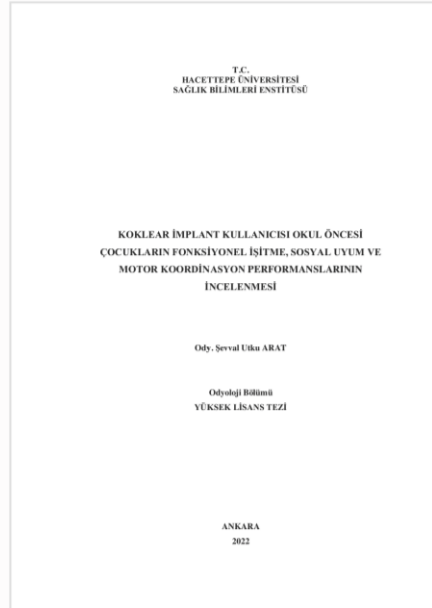 T.C.
HACETTEPE ÜNİVERSİTESİ
SAĞLIK BİLİMLERİ ENSTİTÜSÜ
KOKLEAR İMPLANT KULLANICISI OKUL ÖNCESİ
ÇOCUKLARIN FONKSİYONEL İŞİTME, SOSYAL UYUM VE
MOTOR KOORDİNASYON PERFORMANSLARININ
İNCELENMESİ
Ody. Şevval Utku ARAT
Odyoloji Bölümü
YÜKSEK LİSANS TEZİ
ANKARA
2022